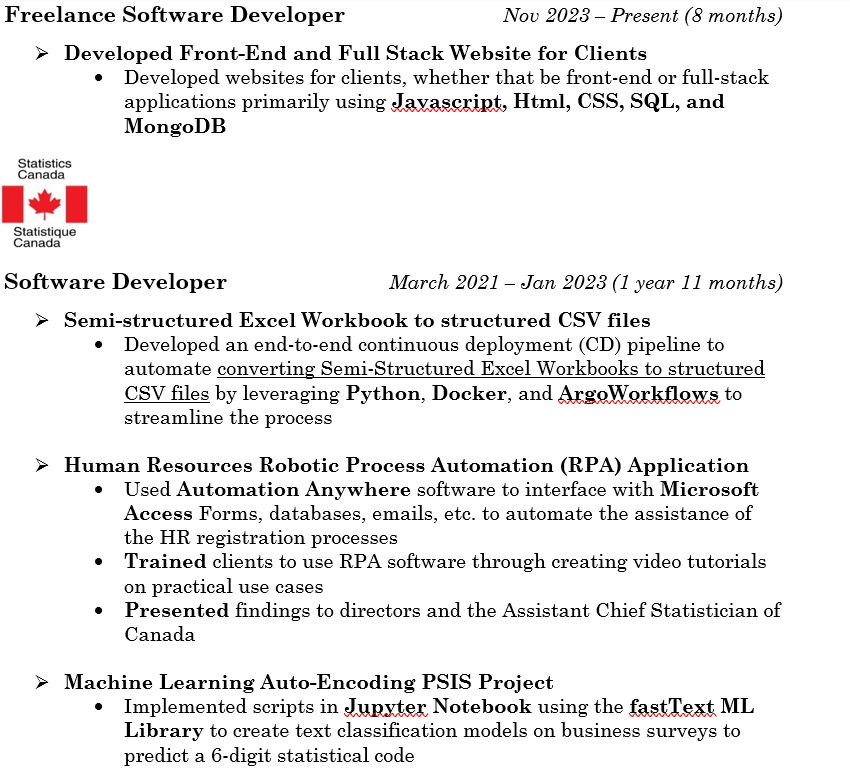 Freelance Software Developer Nov 2023 – Present (8 months)
➢ Developed Front-End and Full Stack Website for Clients
• Developed websites for clients, whether that be front-end or full-stack
applications primarily using Javascript, Html, CSS, SQL, and
MongoDB
Statistics
Canada
Statistique
Canada
Software Developer March 2021 – Jan 2023 (1 year 11 months)
➢ Semi-structured Excel Workbook to structured CSV files
• Developed an end-to-end continuous deployment (CD) pipeline to
automate converting Semi-Structured Excel Workbooks to structured
CSV files by leveraging Python, Docker, and ArgoWorkflows to
streamline the process
➢ Human Resources Robotic Process Automation (RPA) Application
• Used Automation Anywhere software to interface with Microsoft
Access Forms, databases, emails, etc. to automate the assistance of
the HR registration processes
• Trained clients to use RPA software through creating video tutorials
on practical use cases
• Presented findings to directors and the Assistant Chief Statistician of
Canada
➢ Machine Learning Auto-Encoding PSIS Project
• Implemented scripts in Jupyter Notebook using the fastText ML
Library to create text classification models on business surveys to
predict a 6-digit statistical code